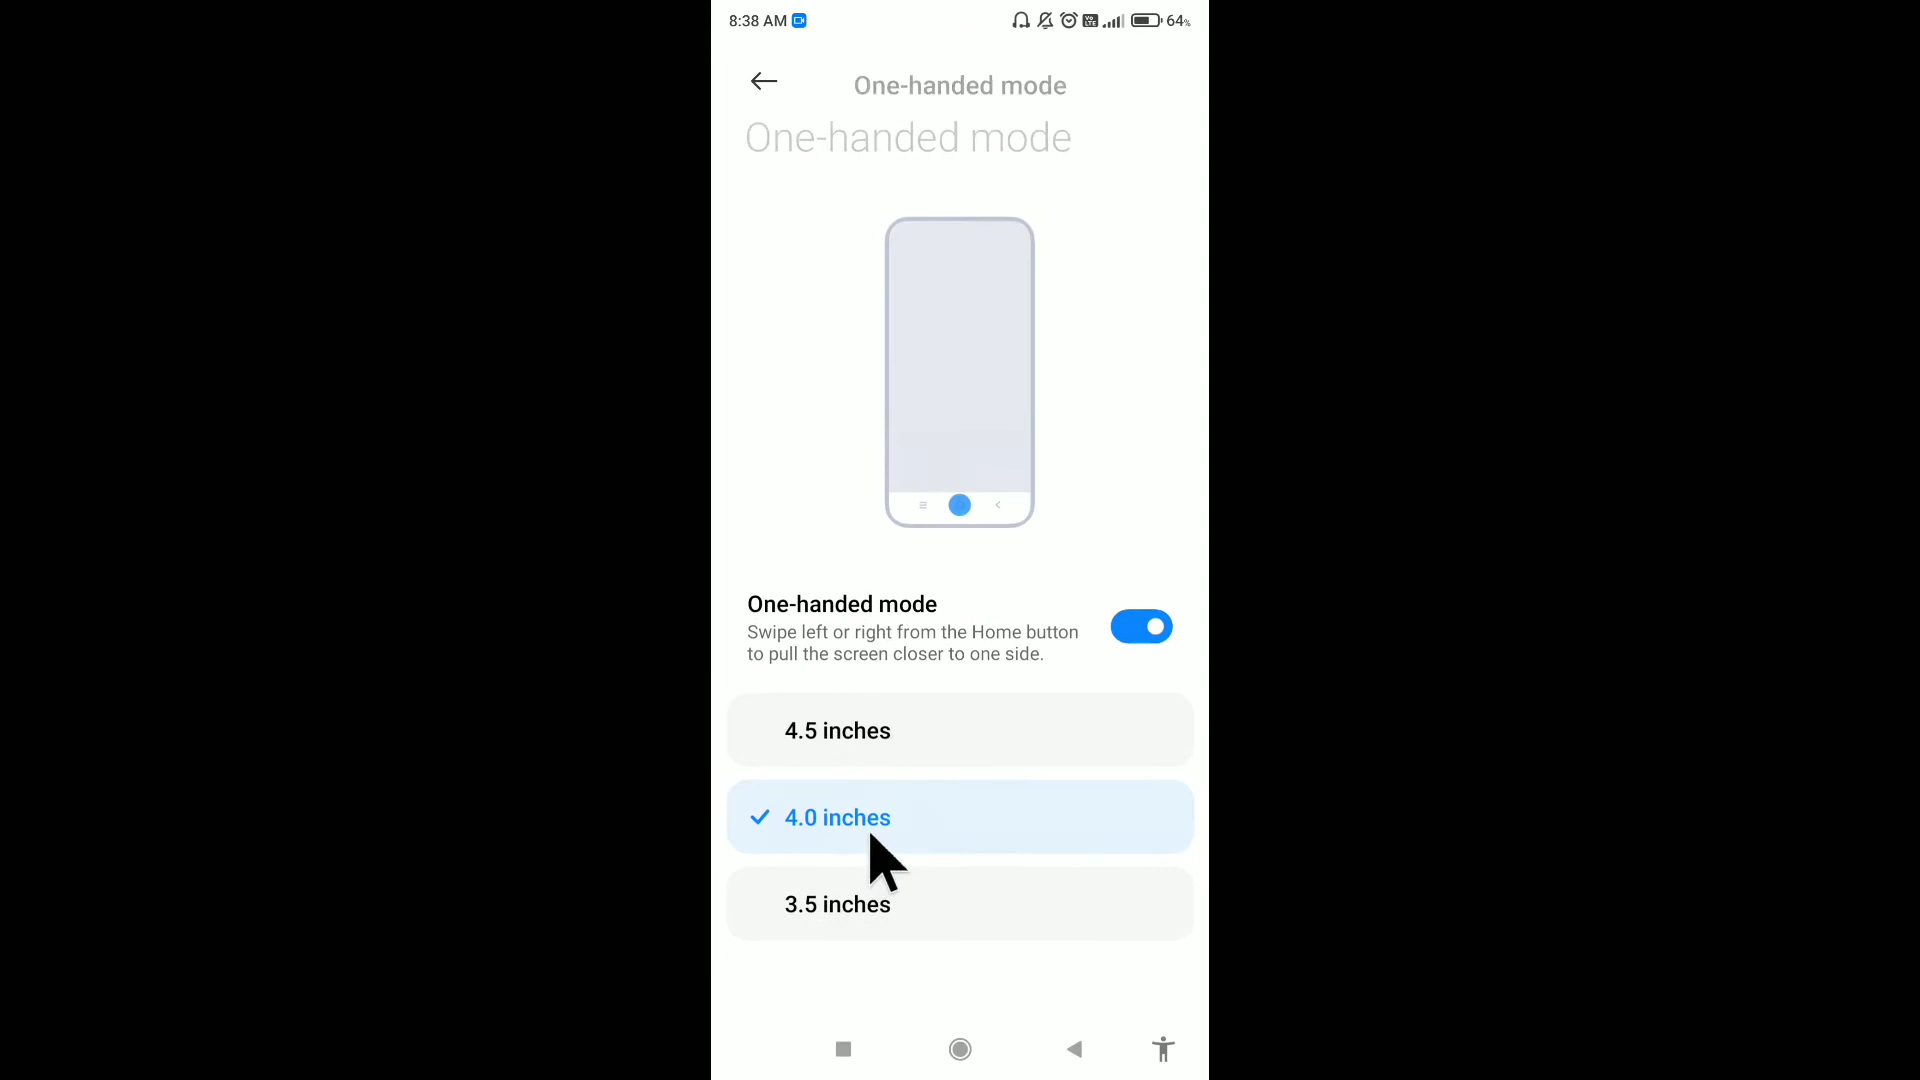 8:38 AM
64%
One-handed mode
One-handed mode
One-handed mode
Swipe left or right from the Home button
to pull the screen closer to one side.
4.5 inches
4.0 inches
3.5 inches